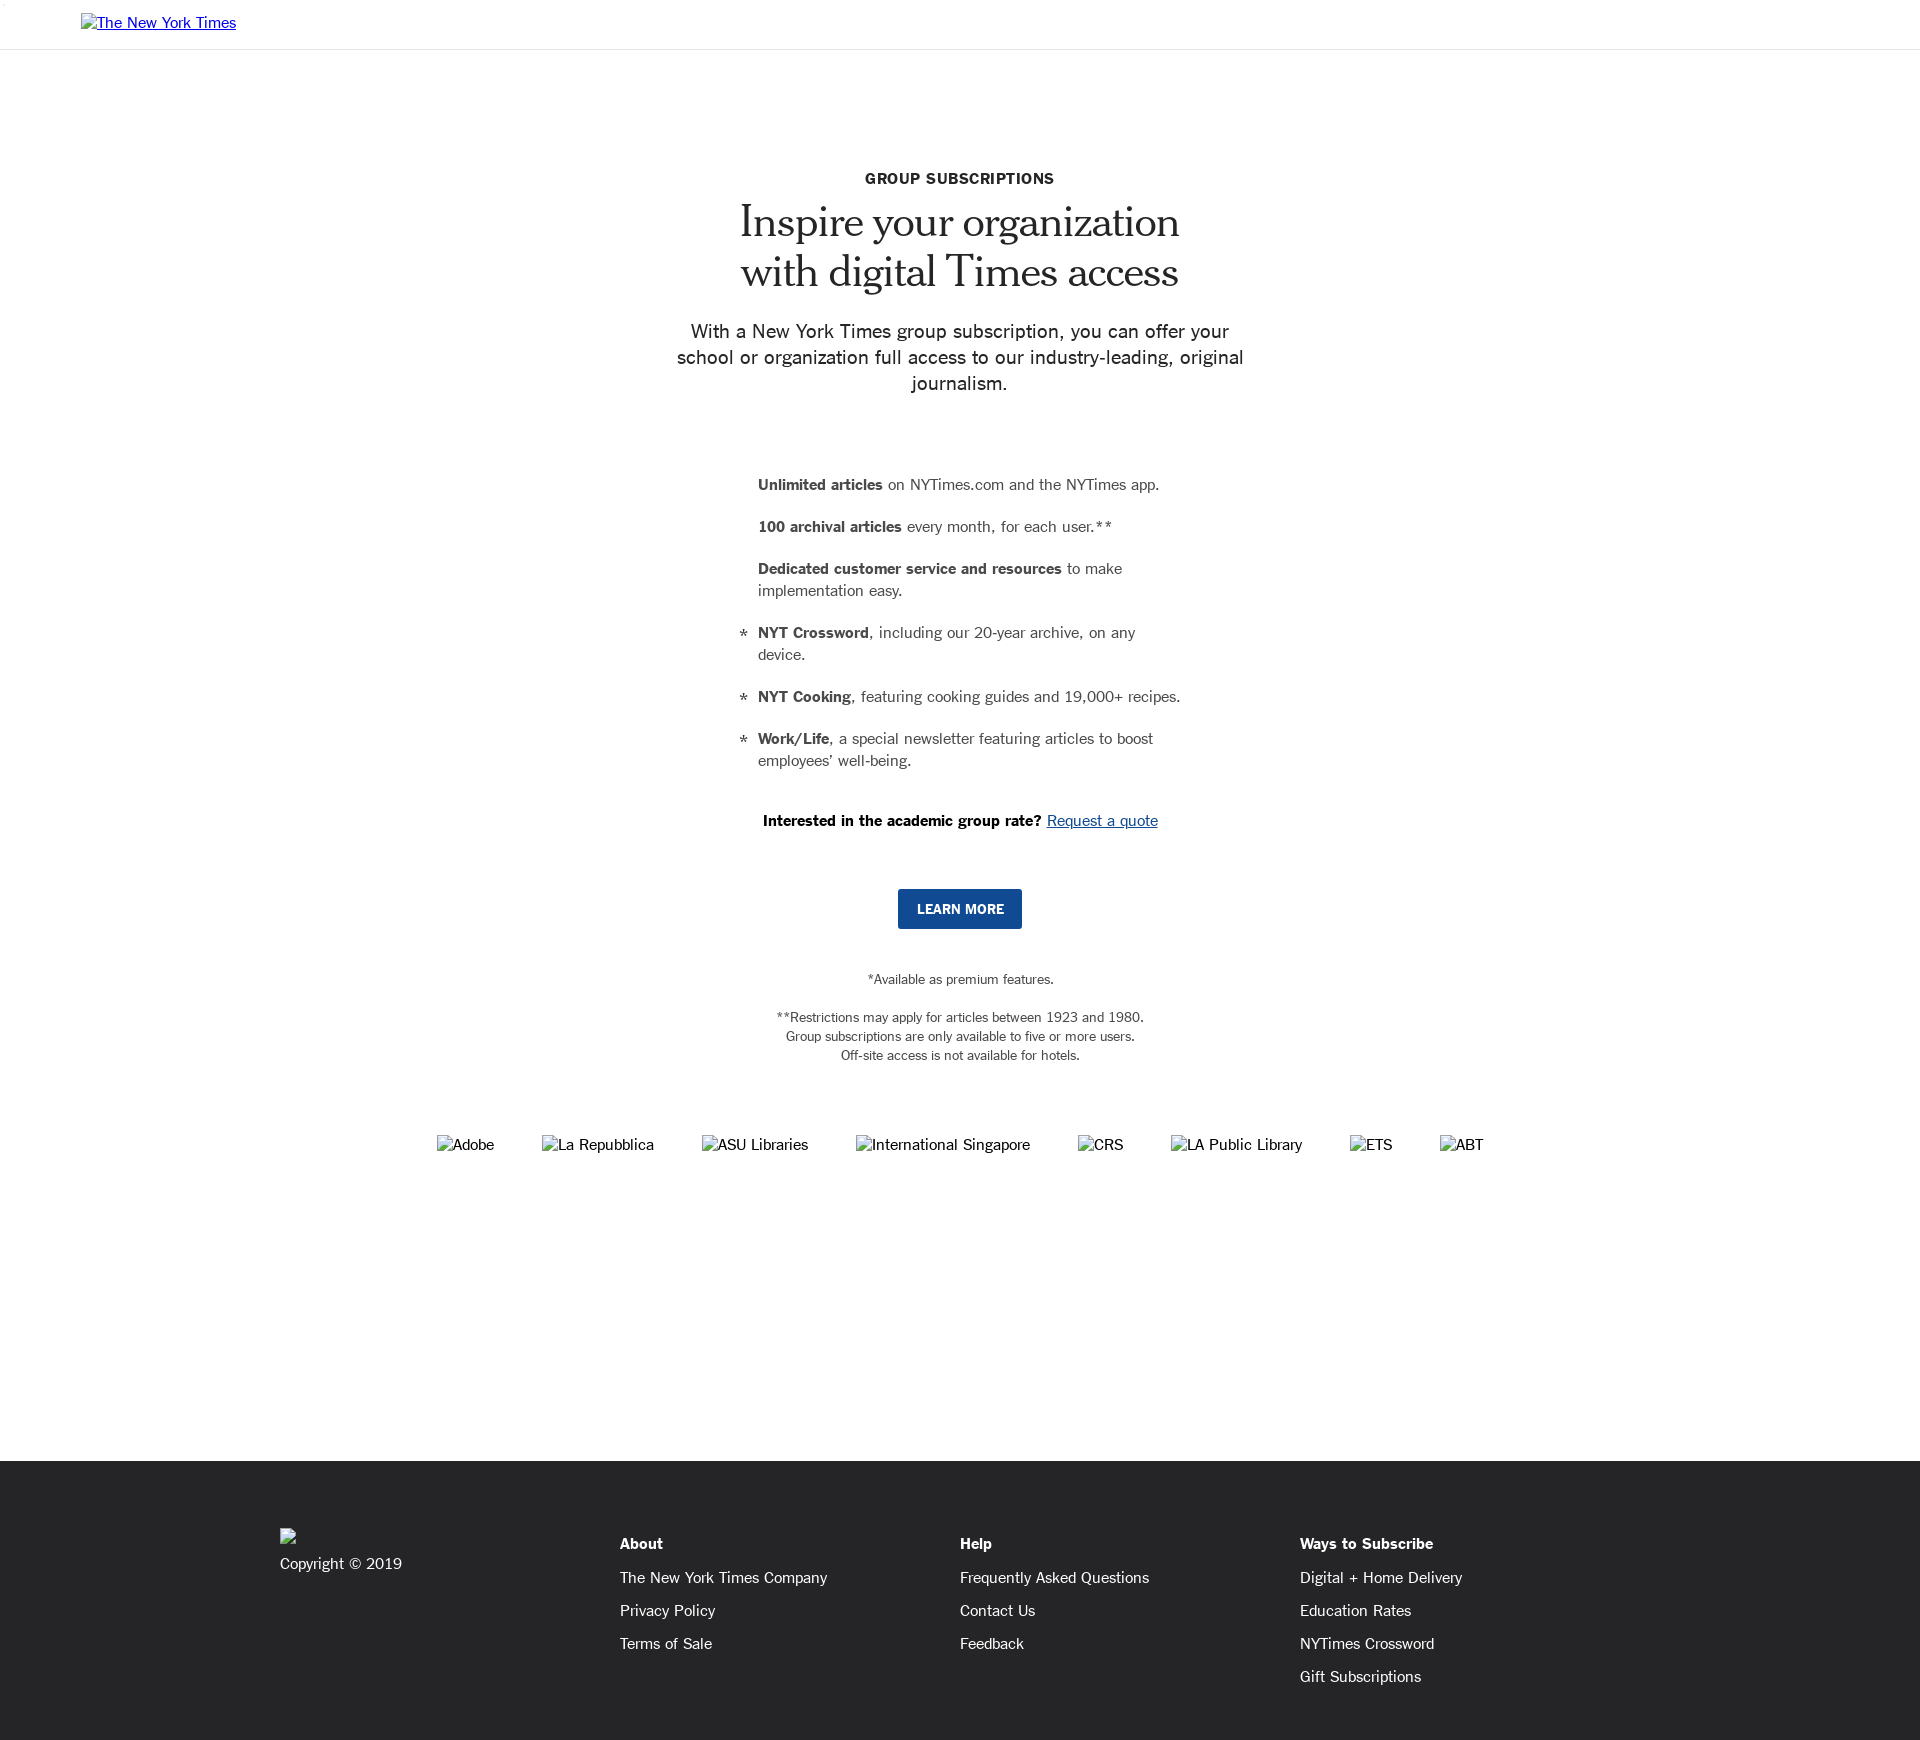 The New York Times
GROUP SUBSCRIPTIONS
Inspire your organization
with digital Times access
With a New York Times group subscription, you can offer your
school or organization full access to our industry-leading, original
journalism.
Unlimited articles on NYTimes.com and the NYTimes app.
100 archival articles every month, for each user.**
Dedicated customer service and resources to make
implementation easy.
* NYT Crossword, including our 20-year archive, on any
device.
* NYT Cooking, featuring cooking guides and 19,000+ recipes.
* Work/Life, a special newsletter featuring articles to boost
employees’ well-being.
Interested in the academic group rate? Request a quote
LEARN MORE
*Available as premium features.
**Restrictions may apply for articles between 1923 and 1980.
Group subscriptions are only available to five or more users.
Off-site access is not available for hotels.
Adobe La Repubblica ASU Libraries International Singapore CRS LA Public Library ETS ABT
Copyright © 2019
About
The New York Times Company
Privacy Policy
Terms of Sale
Help
Frequently Asked Questions
Contact Us
Feedback
Ways to Subscribe
Digital + Home Delivery
Education Rates
NYTimes Crossword
Gift Subscriptions